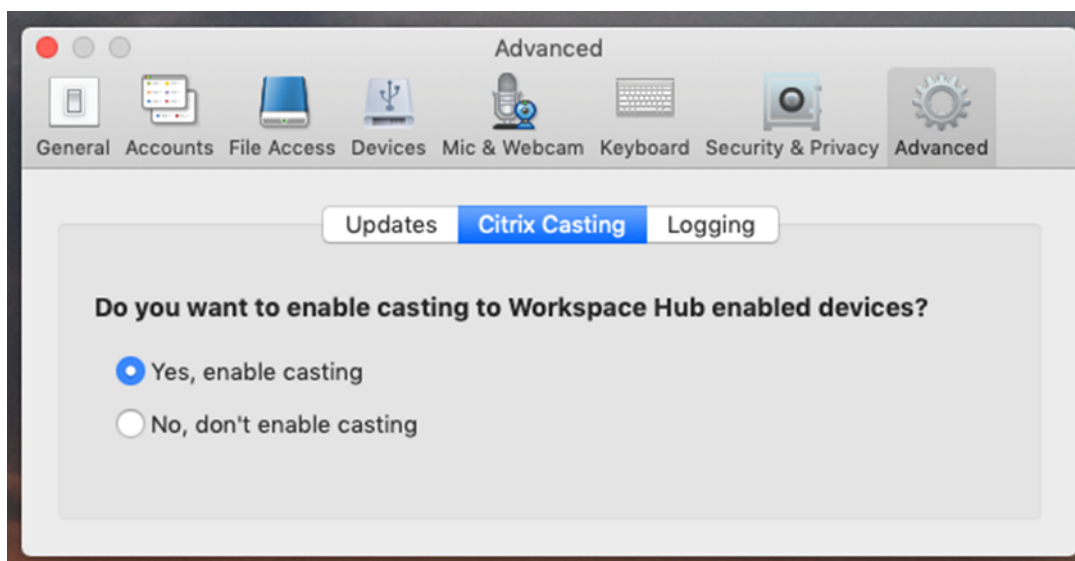 Advanced
General Accounts File Access Devices Mic & Webcam Keyboard Security & Privacy Advanced
Updates Citrix Casting Logging
Do you want to enable casting to Workspace Hub enabled devices?
Yes, enable casting
No, don't enable casting